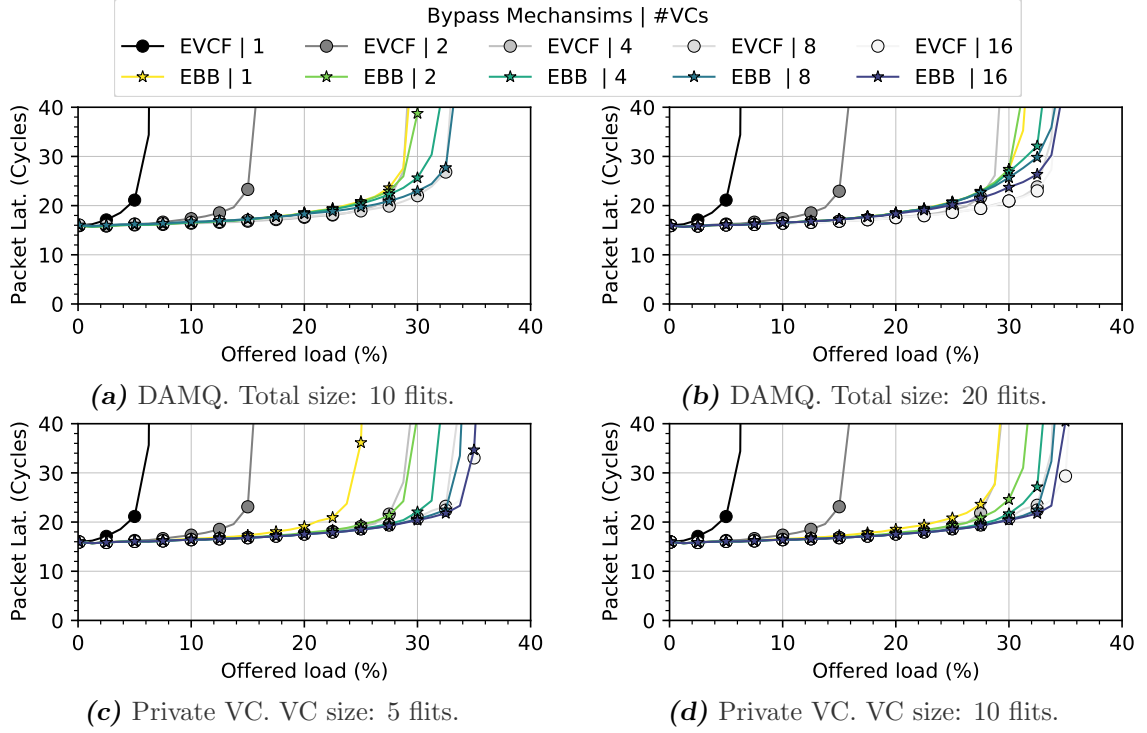 Bypass Mechansims | #VCs
EVCF | 1 EVCF | 2 EVCF | 4 EVCF | 8 EVCF | 16
EBB | 1 EBB | 2 EBB | 4 EBB | 8 EBB | 16
Packet Lat. (Cycles)
40
30
20
10
0
0 10 20 30 40
Offered load (%)
(a) DAMQ. Total size: 10 flits.
Packet Lat. (Cycles)
40
30
20
10
0
0 10 20 30 40
Offered load (%)
(b) DAMQ. Total size: 20 flits.
Packet Lat. (Cycles)
40
30
20
10
0
0 10 20 30 40
Offered load (%)
(c) Private VC. VC size: 5 flits.
Packet Lat. (Cycles)
40
30
20
10
0
0 10 20 30 40
Offered load (%)
(d) Private VC. VC size: 10 flits.